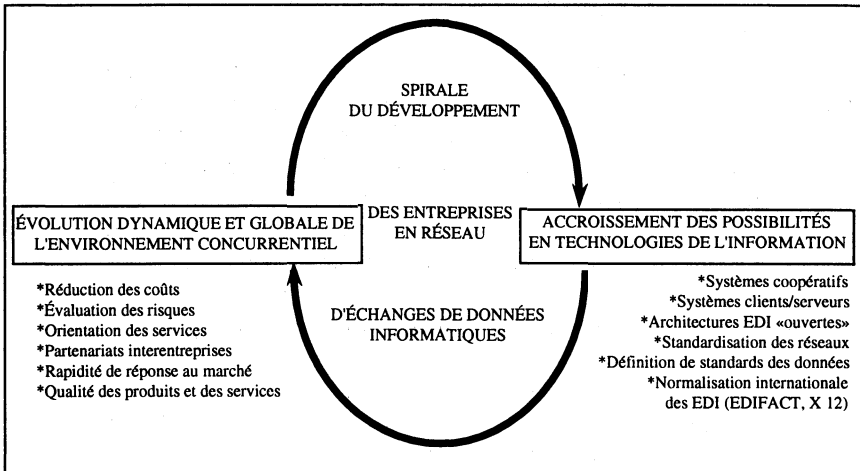 SPIRALE
DU DÉVELOPPEMENT
ÉVOLUTION DYNAMIQUE ET GLOBALE DE
L'ENVIRONNEMENT CONCURRENTIEL
DES ENTREPRISES
EN RÉSEAU
ACCROISSEMENT DES POSSIBILITÉS
EN TECHNOLOGIES DE L'INFORMATION
*Réduction des coûts
*Évaluation des risques
*Orientation des services
*Partenariats interentreprises
*Rapidité de réponse au marché
*Qualité des produits et des services
D'ÉCHANGES DE DONNÉES
INFORMATIQUES
*Systèmes coopératifs
*Systèmes clients/serveurs
*Architectures EDI «ouvertes»
*Standardisation des réseaux
*Définition de standards des données
*Normalisation internationale
des EDI (EDIFACT, X 12)